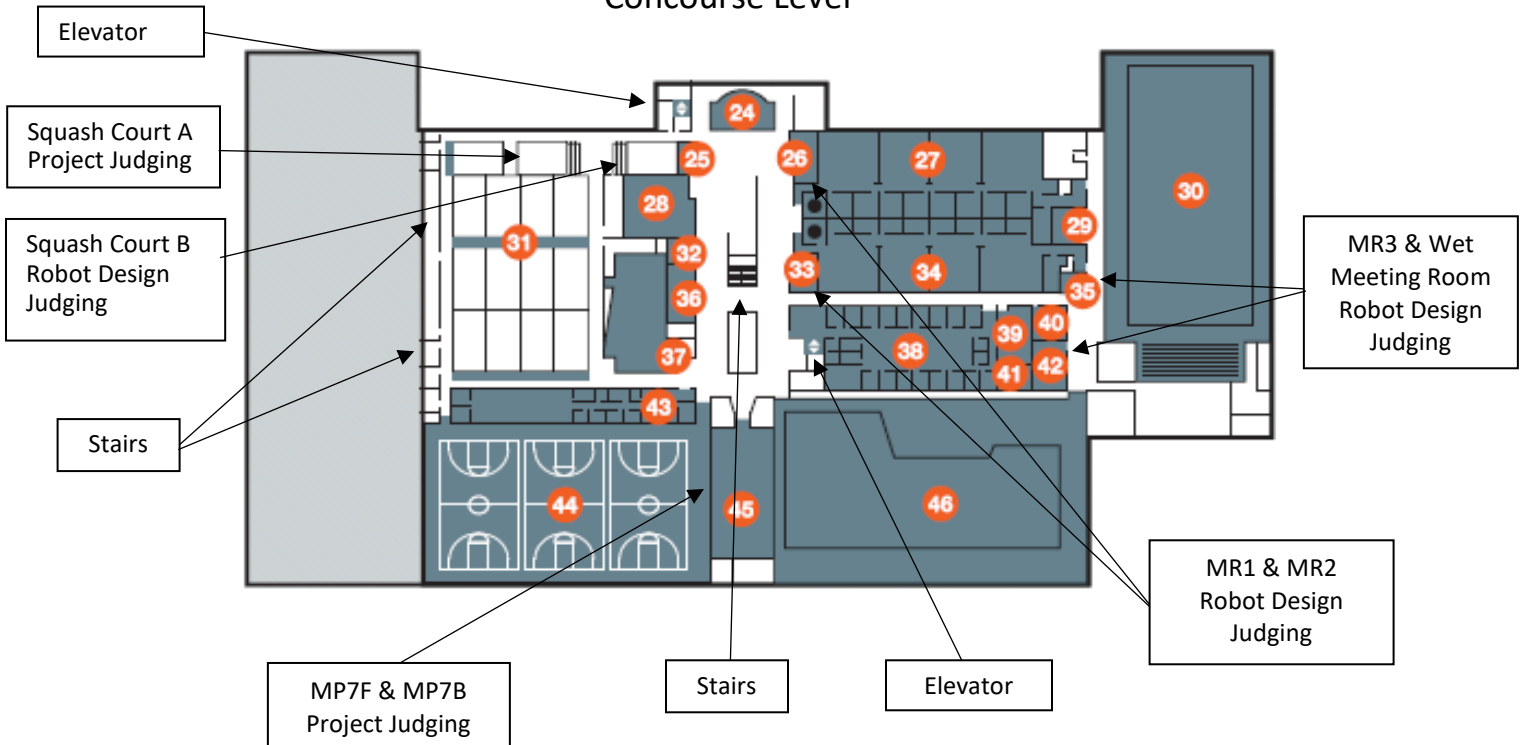 Concourse Level
Elevator
Squash Court A
Project Judging
Squash Court B
Robot Design
Judging
Stairs
MP7F & MP7B
Project Judging
Stairs
Elevator
MR1 & MR2
Robot Design
Judging
MR3 & Wet
Meeting Room
Robot Design
Judging
24
25
26
27
28
29
30
31
32
33
34
35
36
37
38
39
40
41
42
43
44
45
46